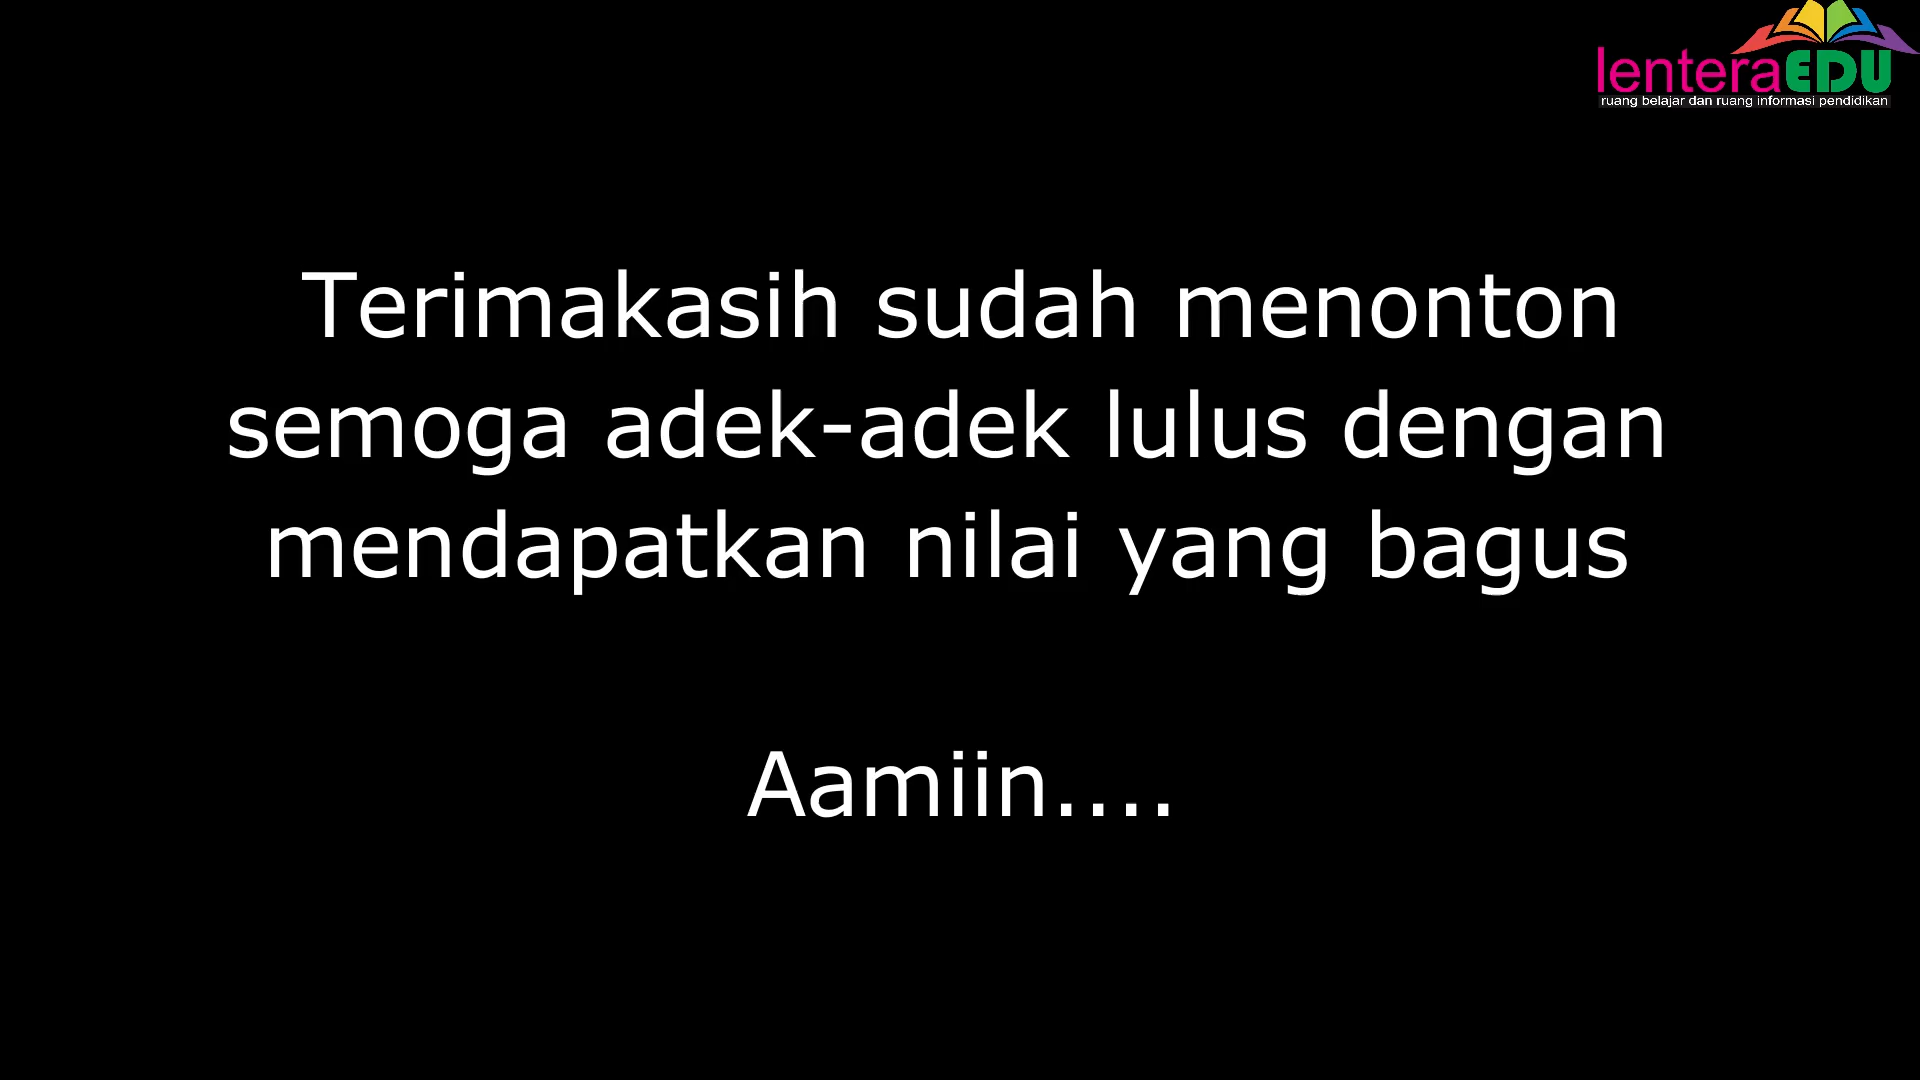 lenteraEDU
ruang belajar dan ruang informasi pendidikan
Terimakasih sudah menonton
semoga adek-adek lulus dengan
mendapatkan nilai yang bagus
Aamiin....